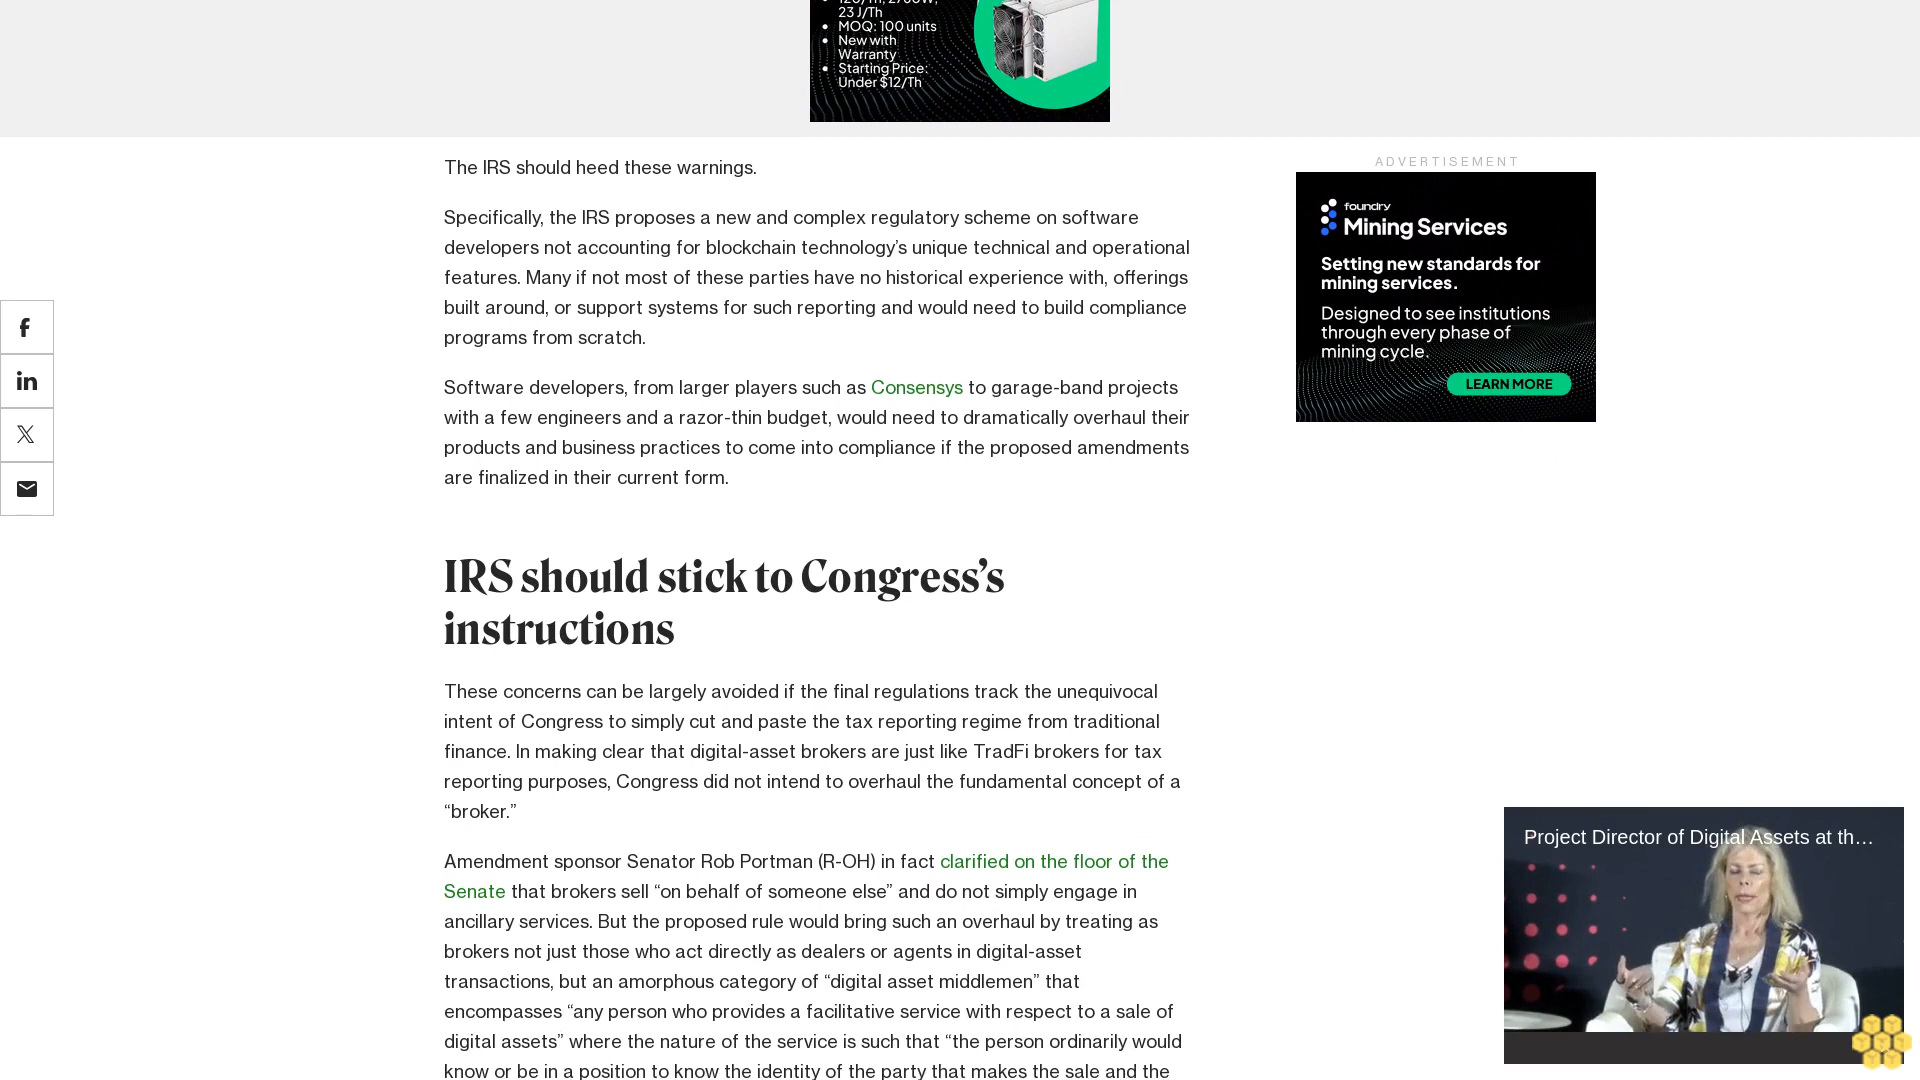 23 J/Th
MOQ: 100 units
New with
Warranty
Starting Price:
Under $12/Th
The IRS should heed these warnings.
Specifically, the IRS proposes a new and complex regulatory scheme on software
developers not accounting for blockchain technology’s unique technical and operational
features. Many if not most of these parties have no historical experience with, offerings
built around, or support systems for such reporting and would need to build compliance
programs from scratch.
Software developers, from larger players such as Consensys to garage-band projects
with a few engineers and a razor-thin budget, would need to dramatically overhaul their
products and business practices to come into compliance if the proposed amendments
are finalized in their current form.
IRS should stick to Congress’s
instructions
These concerns can be largely avoided if the final regulations track the unequivocal
intent of Congress to simply cut and paste the tax reporting regime from traditional
finance. In making clear that digital-asset brokers are just like TradFi brokers for tax
reporting purposes, Congress did not intend to overhaul the fundamental concept of a
“broker.”
Amendment sponsor Senator Rob Portman (R-OH) in fact clarified on the floor of the
Senate that brokers sell “on behalf of someone else” and do not simply engage in
ancillary services. But the proposed rule would bring such an overhaul by treating as
brokers not just those who act directly as dealers or agents in digital-asset
transactions, but an amorphous category of “digital asset middlemen” that
encompasses “any person who provides a facilitative service with respect to a sale of
digital assets” where the nature of the service is such that “the person ordinarily would
know or be in a position to know the identity of the party that makes the sale and the
ADVERTISEMENT
foundry
Mining Services
Setting new standards for
mining services.
Designed to see institutions
through every phase of
mining cycle.
LEARN MORE
Project Director of Digital Assets at th…